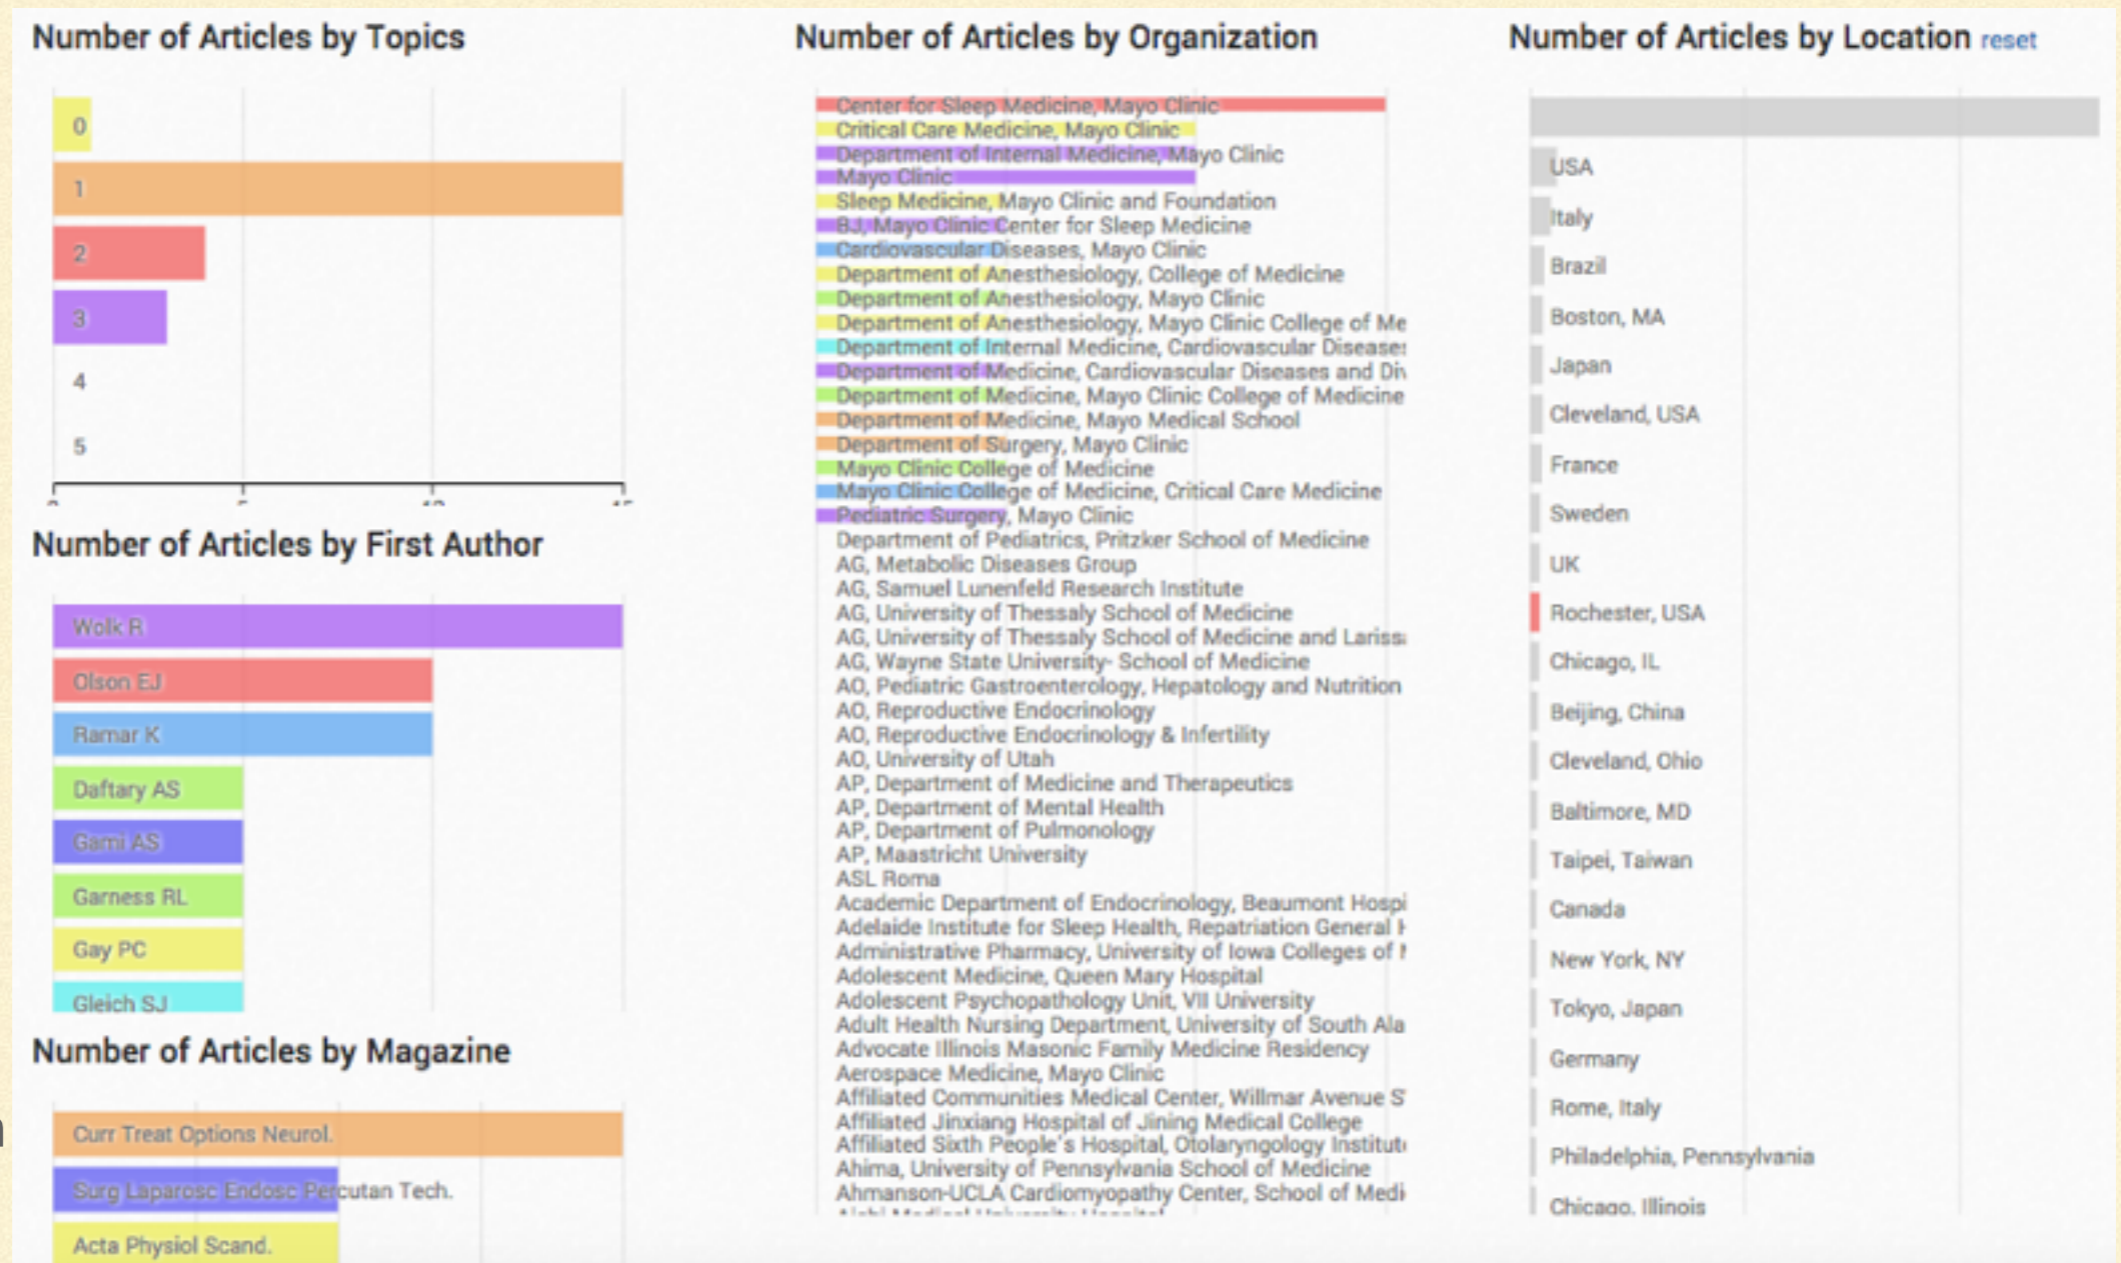 Number of Articles by Topics
0
1
2
3
4
5
5
Number of Articles by First Author
Wolk R
Olson EJ
Ramar K
Daftary AS
Gami AS
Garness RL
Gay PC
Gleich SJ
Number of Articles by Magazine
Curr Treat Options Neurol.
Surg Laparosc Endosc Percutan Tech.
Acta Physiol Scand.
Number of Articles by Organization
Center for Sleep Medicine, Mayo Clinic
Critical Care Medicine, Mayo Clinic
Department of Internal Medicine, Mayo Clinic
Mayo Clinic
Sleep Medicine, Mayo Clinic and Foundation
BJ, Mayo Clinic Center for Sleep Medicine
Cardiovascular Diseases, Mayo Clinic
Department of Anesthesiology, College of Medicine
Department of Anesthesiology, Mayo Clinic
Department of Anesthesiology, Mayo Clinic College of Me
Department of Internal Medicine, Cardiovascular Diseases
Department of Medicine, Cardiovascular Diseases and Div
Department of Medicine, Mayo Clinic College of Medicine
Department of Medicine, Mayo Medical School
Department of Surgery, Mayo Clinic
Mayo Clinic College of Medicine
Mayo Clinic College of Medicine, Critical Care Medicine
Pediatric Surgery, Mayo Clinic
Department of Pediatrics, Pritzker School of Medicine
AG, Metabolic Diseases Group
AG, Samuel Lunenfeld Research Institute
AG, University of Thessaly School of Medicine
AG, University of Thessaly School of Medicine and Lariss
AG, Wayne State University- School of Medicine
AO, Pediatric Gastroenterology, Hepatology and Nutrition
AO, Reproductive Endocrinology
AO, Reproductive Endocrinology & Infertility
AO, University of Utah
AP, Department of Medicine and Therapeutics
AP, Department of Mental Health
AP, Department of Pulmonology
AP, Maastricht University
ASL Roma
Academic Department of Endocrinology, Beaumont Hospi
Adelaide Institute for Sleep Health, Repatriation General
Administrative Pharmacy, University of Iowa Colleges of
Adolescent Medicine, Queen Mary Hospital
Adolescent Psychopathology Unit, VII University
Adult Health Nursing Department, University of South Ala
Advocate Illinois Masonic Family Medicine Residency
Aerospace Medicine, Mayo Clinic
Affiliated Communities Medical Center, Willmar Avenue
Affiliated Jinxiang Hospital of Jining Medical College
Affiliated Sixth People's Hospital, Otolaryngology Institut
Ahima, University of Pennsylvania School of Medicine
Ahmanson-UCLA Cardiomyopathy Center, School of Medi
Number of Articles by Location reset
USA
Italy
Brazil
Boston, MA
Japan
Cleveland, USA
France
Sweden
UK
Rochester, USA
Chicago, IL
Beijing, China
Cleveland, Ohio
Baltimore, MD
Taipei, Taiwan
Canada
New York, NY
Tokyo, Japan
Germany
Rome, Italy
Philadelphia, Pennsylvania
Chicago, Illinois